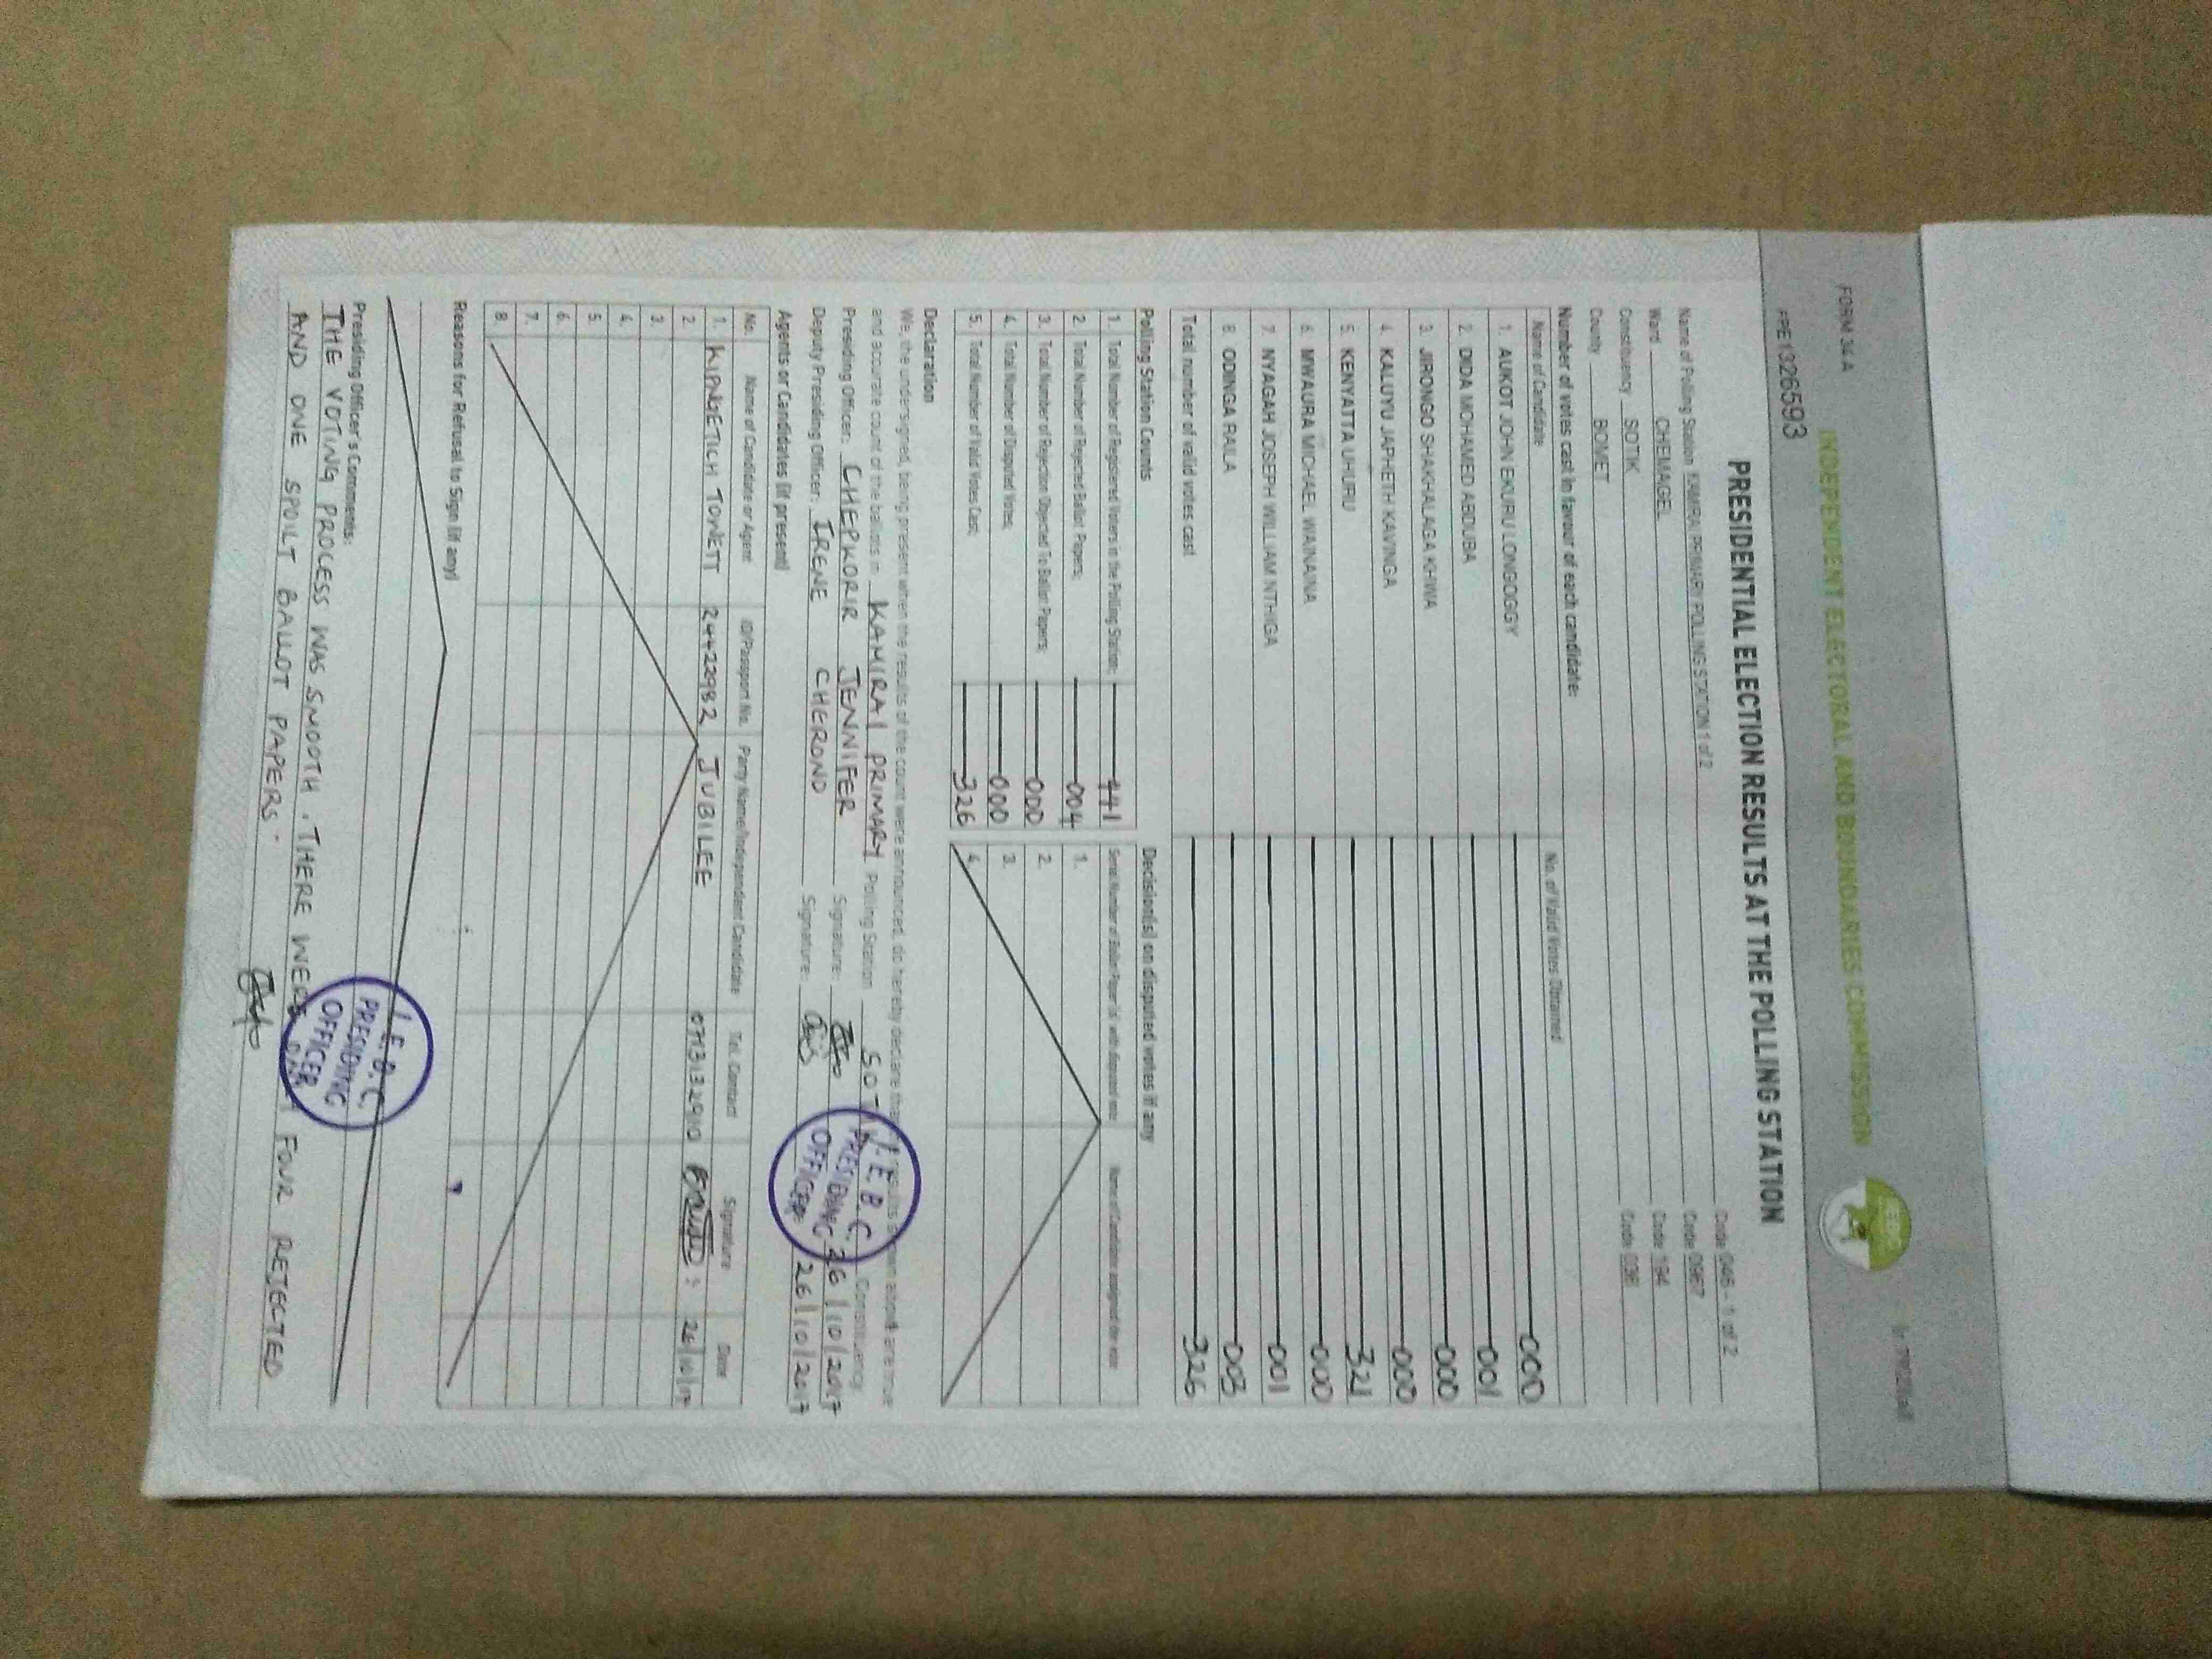 FORM 34A
INDEPENDENT ELECTORAL AND BOUNDARIES COMMISSION
FPE1326593
PRESIDENTIAL ELECTION RESULTS AT THE POLLING STATION
Name of Polling Station KAMIRAI PRIMARY POLLING STATION 1 of 2 Code 046 - 1 of 2
Ward CHEMAGEL Code 0967
Constituency SOTIK Code 194
County BOMET Code 036
Number of votes cast in favour of each candidate:
Name of Candidate No. of Valid Votes Obtained
1. AUKOT JOHN EKURU LONGOGGY 000
2. DIDA MOHAMED ABDUBA 001
3. JIRONGO SHAKHALAGA KHWA 000
4. KALUYU JAPHETH KAVINGA 000
5. KENYATTA UHURU 321
6. MWAURA MICHAEL WAINAINA 000
7. NYAGAH JOSEPH WILLIAM NTHIGA 001
8. ODINGA RAILA 003
Total number of valid votes cast 326
Polling Station Counts Decision(s) on disputed votes if any
1. Total Number of Registered Voters in the Polling Station; 441
2. Total Number of Rejected Ballot Papers; 004
3. Total Number of Rejection Objected To Ballot Papers; 000
4. Total Number of Disputed Votes; 000
5. Total Number of Valid Votes Cast; 326
Serial Number of Ballot Paper (s) with disputed vote Name of Candidate assigned the vote
1.
2.
3.
4.
Declaration
We, the undersigned, being present when the results of the count were announced, do hereby declare that the results shown above are true
and accurate count of the ballots in KAMIRAI PRIMARY Polling Station SOTIK Constituency
Presiding Officer: CHEPKORIR JENNIFER Signature: 26/10/2017
Deputy Presiding Officer: IRENE CHEROND Signature: 26/10/2017
I.E.B.C. PRESIDING OFFICER
Agents or Candidates (if present)
No. Name of Candidate or Agent ID/Passport No. Party Name/Independent Candidate Tel. Contact Signature Date
1. KIPNGETICH TOWETT 24422982 JUBILEE 0713132910 26/10/17
2.
3.
4.
5.
6.
7.
8.
Reasons for Refusal to Sign (if any)
Presiding Officer's Comments:
THE VOTING PROCESS WAS SMOOTH. THERE WERE FOUR REJECTED
AND ONE SPOILT BALLOT PAPERS.
I.E.B.C.
PRESIDING
OFFICER